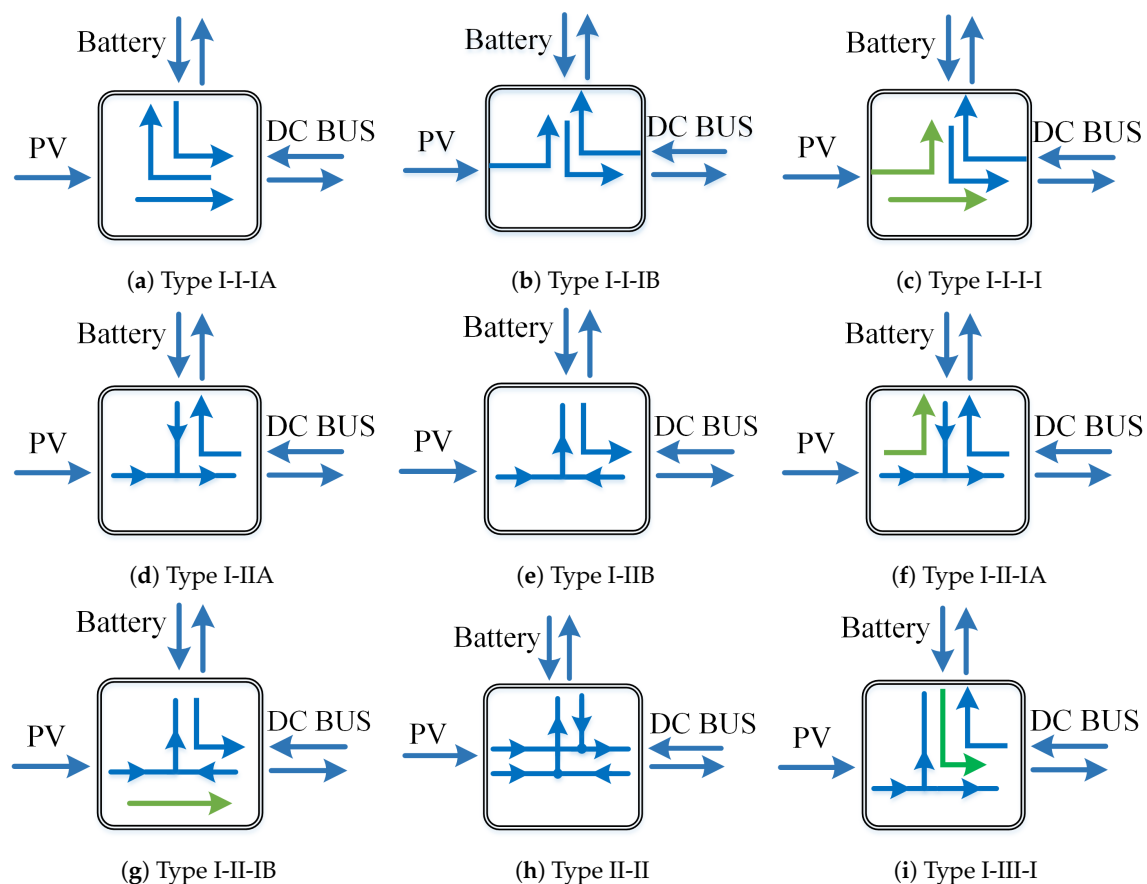 Battery
PV
DC BUS
(a) Type I-I-IA
Battery
PV
DC BUS
(b) Type I-I-IB
Battery
PV
DC BUS
(c) Type I-I-I-I
Battery
PV
DC BUS
(d) Type I-IIA
Battery
PV
DC BUS
(e) Type I-IIB
Battery
PV
DC BUS
(f) Type I-II-IA
Battery
PV
DC BUS
(g) Type I-II-IB
Battery
PV
DC BUS
(h) Type II-II
Battery
PV
DC BUS
(i) Type I-III-I